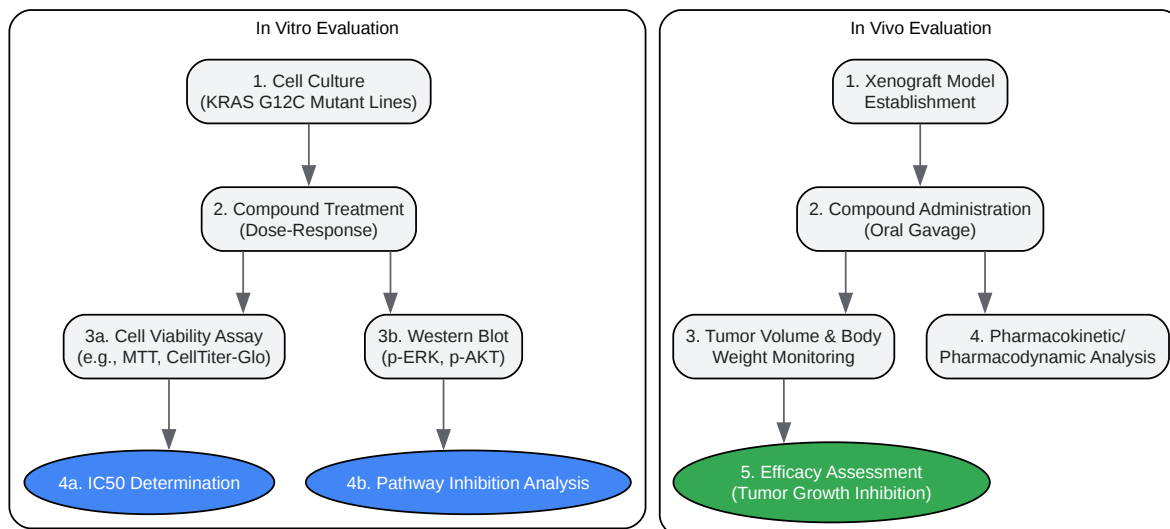 In Vitro Evaluation
1. Cell Culture
(KRAS G12C Mutant Lines)
2. Compound Treatment
(Dose-Response)
3a. Cell Viability Assay
(e.g., MTT, CellTiter-Glo)
3b. Western Blot
(p-ERK, p-AKT)
4a. IC50 Determination
4b. Pathway Inhibition Analysis
In Vivo Evaluation
1. Xenograft Model
Establishment
2. Compound Administration
(Oral Gavage)
3. Tumor Volume & Body
Weight Monitoring
4. Pharmacokinetic/
Pharmacodynamic Analysis
5. Efficacy Assessment
(Tumor Growth Inhibition)